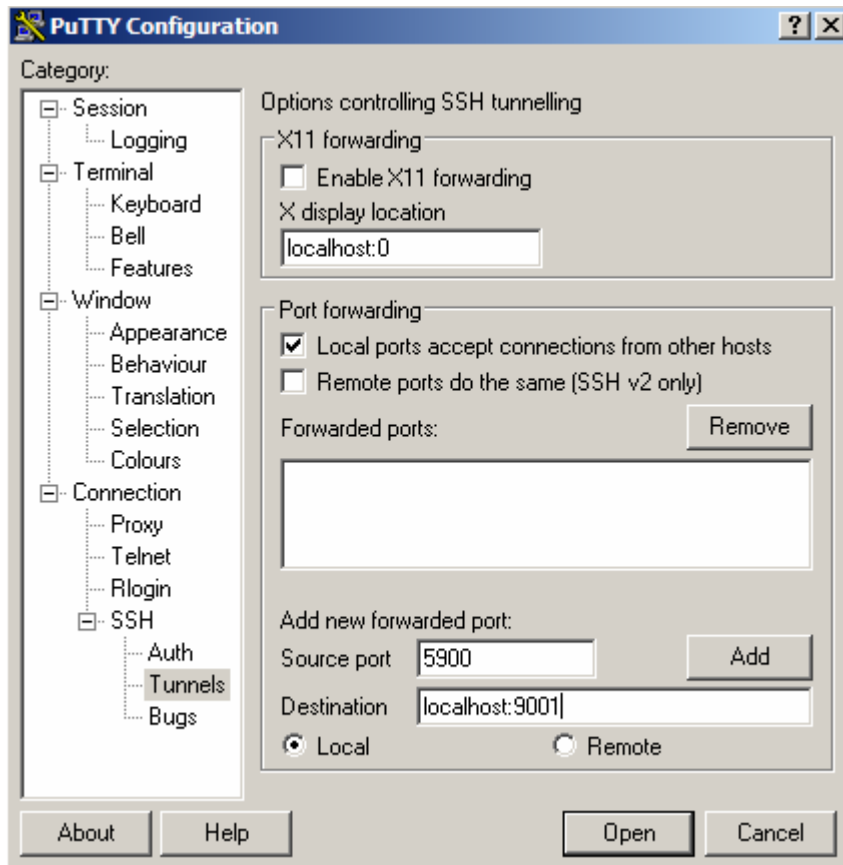 PuTTY Configuration
Category:
Session
Logging
Terminal
Keyboard
Bell
Features
Window
Appearance
Behaviour
Translation
Selection
Colours
Connection
Proxy
Telnet
Rlogin
SSH
Auth
Tunnels
Bugs
Options controlling SSH tunnelling
X11 forwarding
Enable X11 forwarding
X display location
localhost:0
Port forwarding
Local ports accept connections from other hosts
Remote ports do the same (SSH v2 only)
Forwarded ports: Remove
Add new forwarded port:
Source port 5900 Add
Destination localhost:9001
Local Remote
About Help Open Cancel